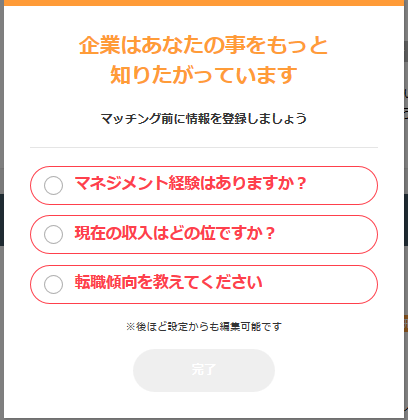 企業はあなたの事をもっと
知りたがっています
マッチング前に情報を登録しましょう
マネジメント経験はありますか？
現在の収入はどの位ですか？
転職傾向を教えてください
※後ほど設定からも編集可能です
完了